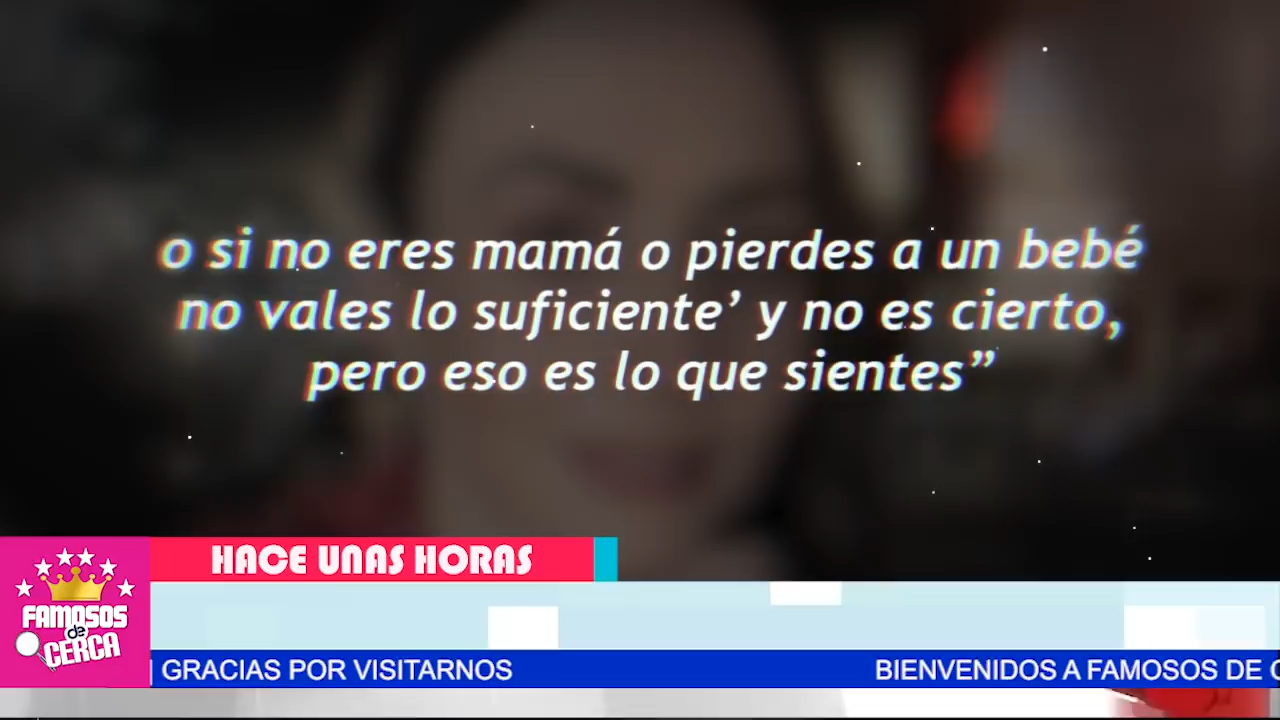 o si no eres mamá o pierdes a un bebé
no vales lo suficiente’ y no es cierto,
pero eso es lo que sientes”
HACE UNAS HORAS
FAMOSOS
de
CERCA
| GRACIAS POR VISITARNOS
BIENVENIDOS A FAMOSOS DE